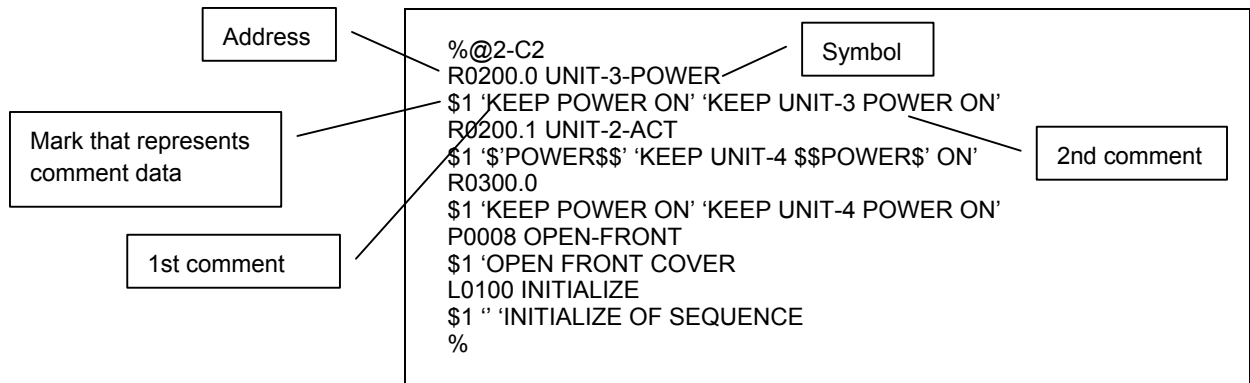 Address
Symbol
Mark that represents
comment data
1st comment
2nd comment
%@2-C2
R0200.0 UNIT-3-POWER
$1 ‘KEEP POWER ON’ ‘KEEP UNIT-3 POWER ON’
R0200.1 UNIT-2-ACT
$1 ‘$’POWER$$’ ‘KEEP UNIT-4 $$POWER$’ ON’
R0300.0
$1 ‘KEEP POWER ON’ ‘KEEP UNIT-4 POWER ON’
P0008 OPEN-FRONT
$1 ‘OPEN FRONT COVER
L0100 INITIALIZE
$1 ‘’ ‘INITIALIZE OF SEQUENCE
%